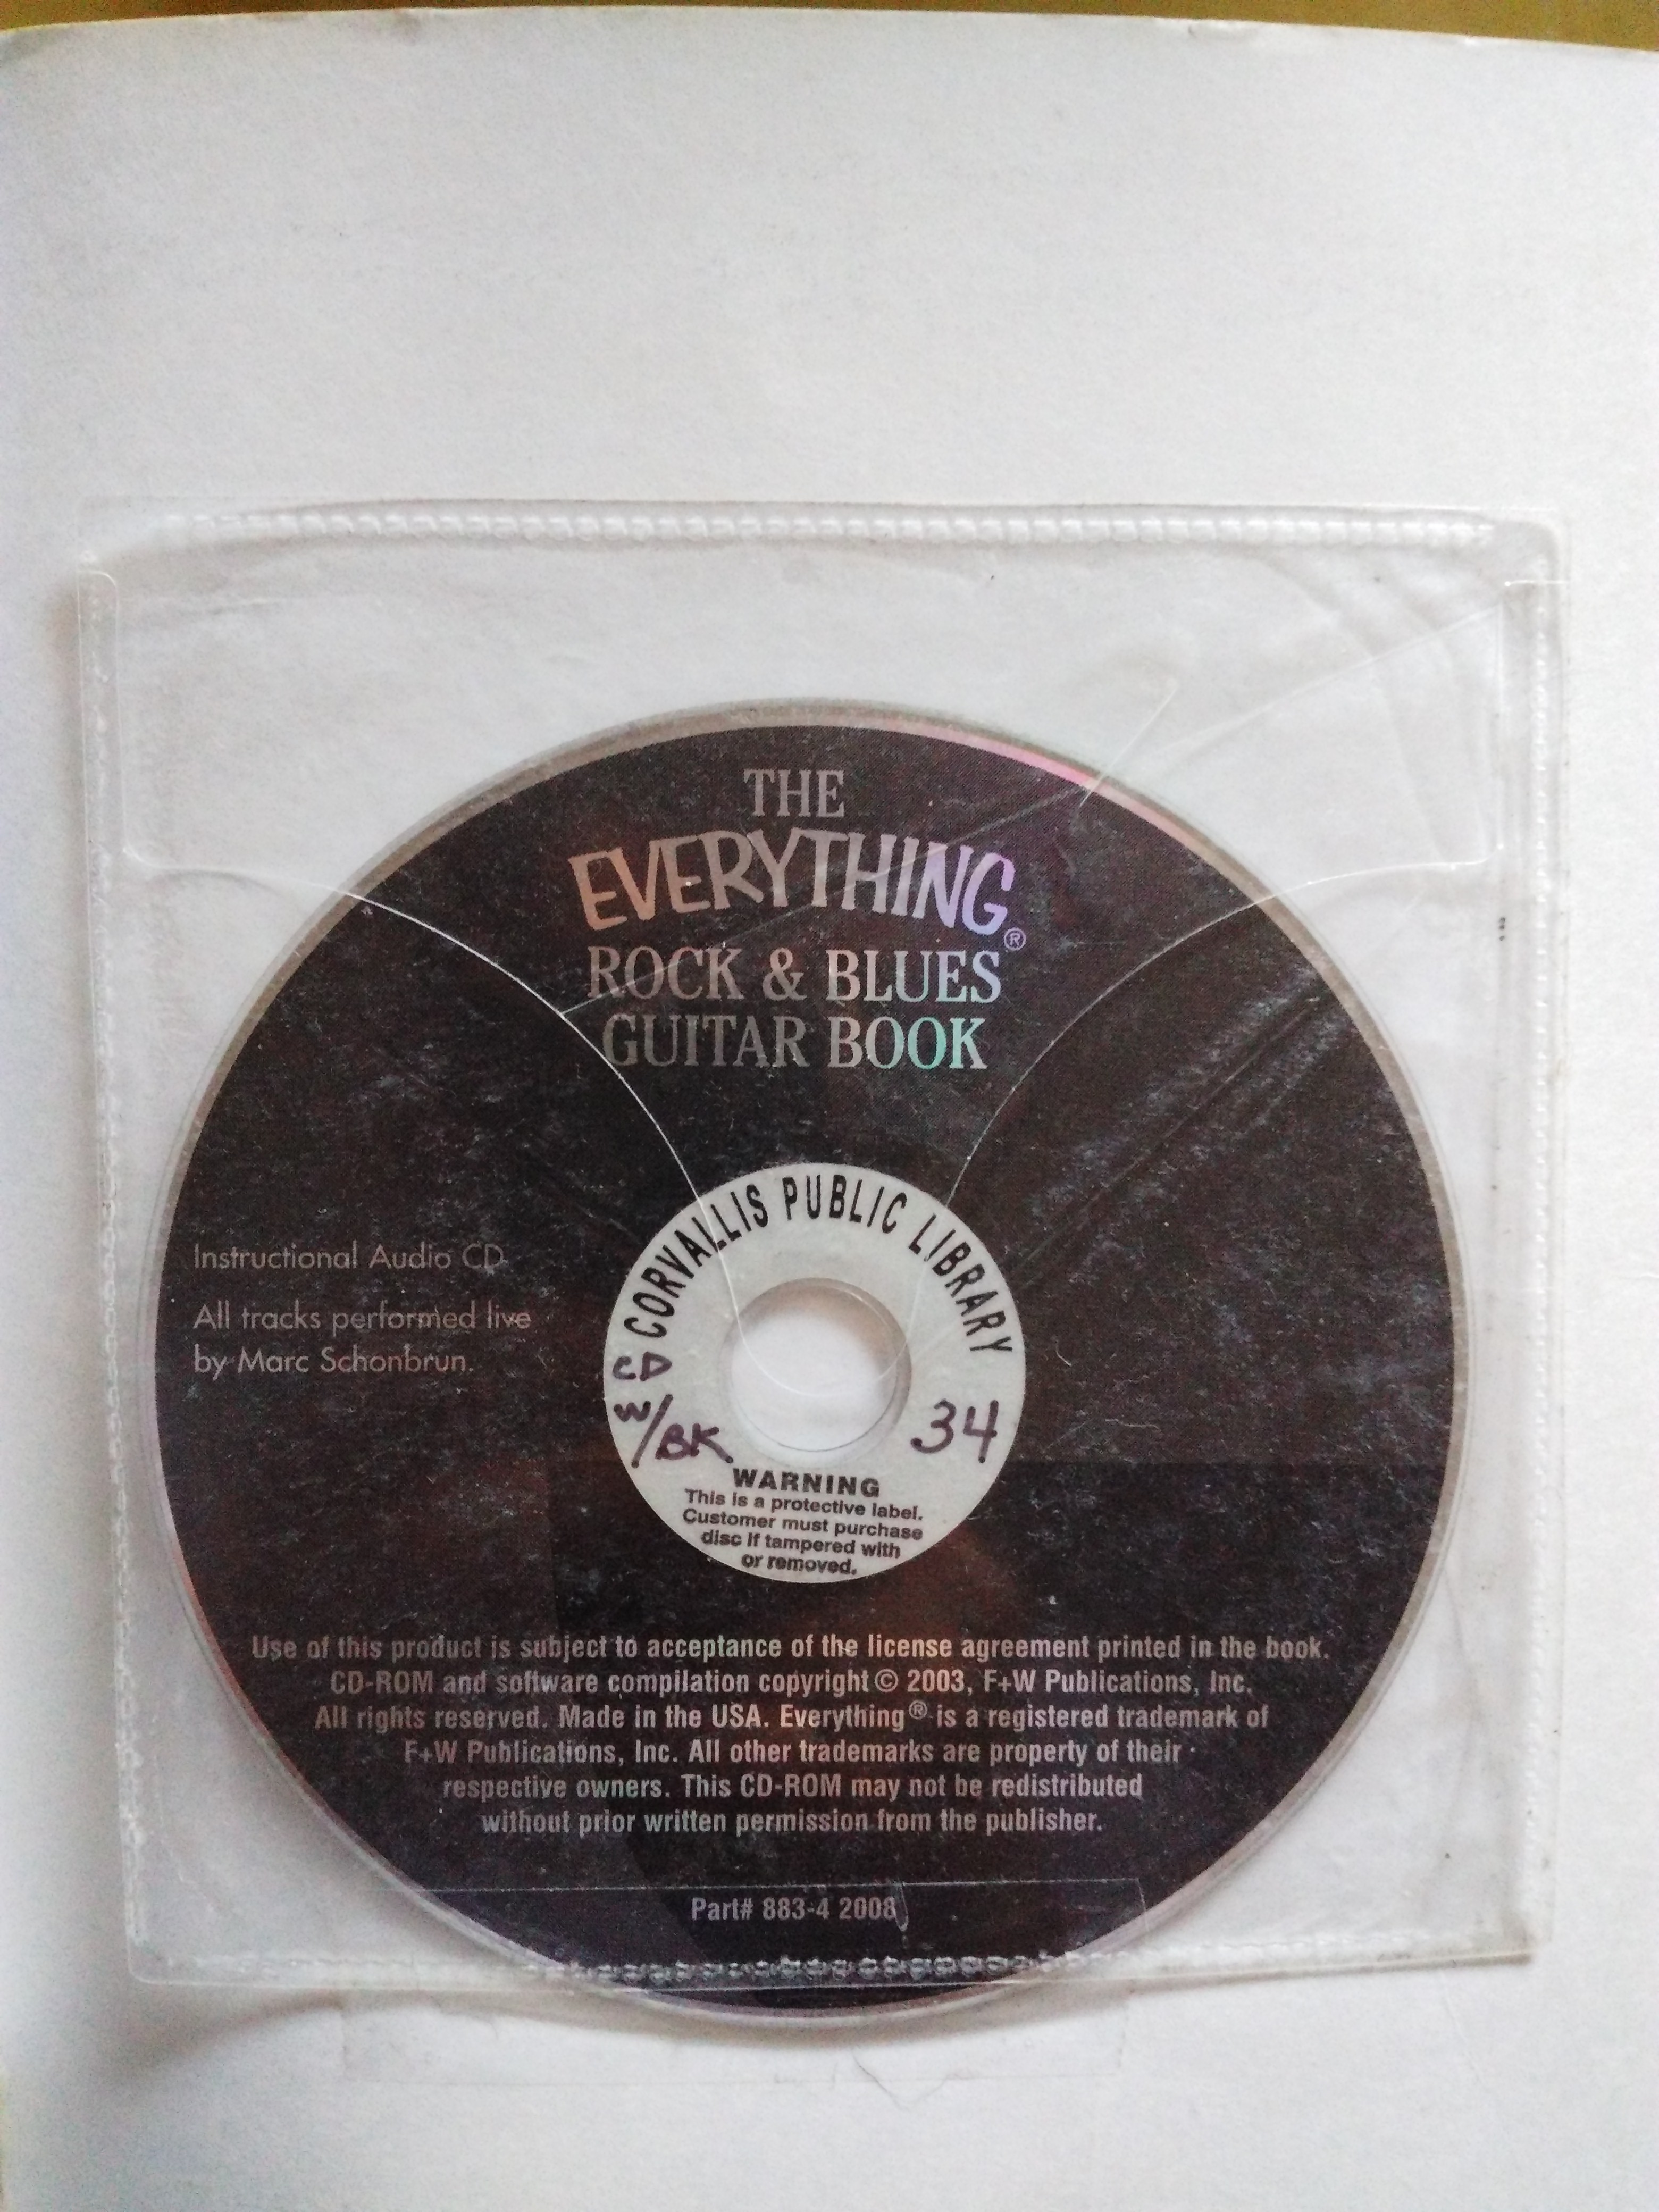 THE
EVERYTHING®
ROCK & BLUES
GUITAR BOOK
Instructional Audio CD
All tracks performed live
by Marc Schonbrun.
CORVALLIS PUBLIC LIBRARY
CD
W/BK
34
WARNING
This is a protective label.
Customer must purchase
disc if tampered with
or removed.
Use of this product is subject to acceptance of the license agreement printed in the book.
CD-ROM and software compilation copyright © 2003, F+W Publications, Inc.
All rights reserved. Made in the USA. Everything® is a registered trademark of
F+W Publications, Inc. All other trademarks are property of their
respective owners. This CD-ROM may not be redistributed
without prior written permission from the publisher.
Part# 883-4 2008